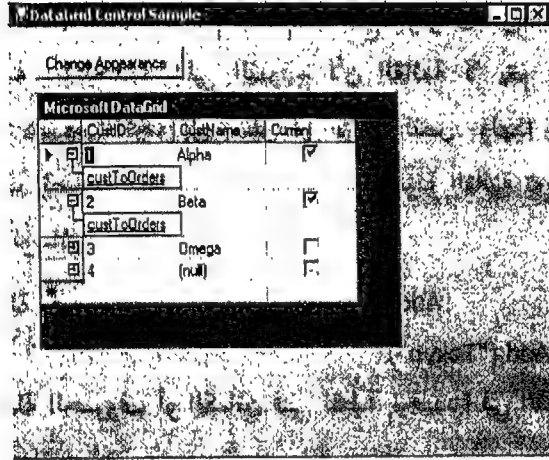 DataGrid Control Sample
Change Appearance
Microsoft DataGrid
CustID CustName Current
1 Alpha
custToOrders
2 Beta
custToOrders
3 Omega
4 (null)
*